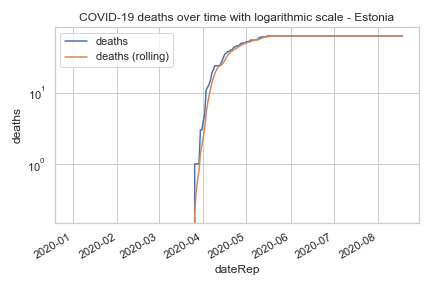 COVID-19 deaths over time with logarithmic scale - Estonia
deaths
deaths (rolling)
10¹
10⁰
deaths
2020-01
2020-02
2020-03
2020-04
2020-05
2020-06
2020-07
2020-08
dateRep